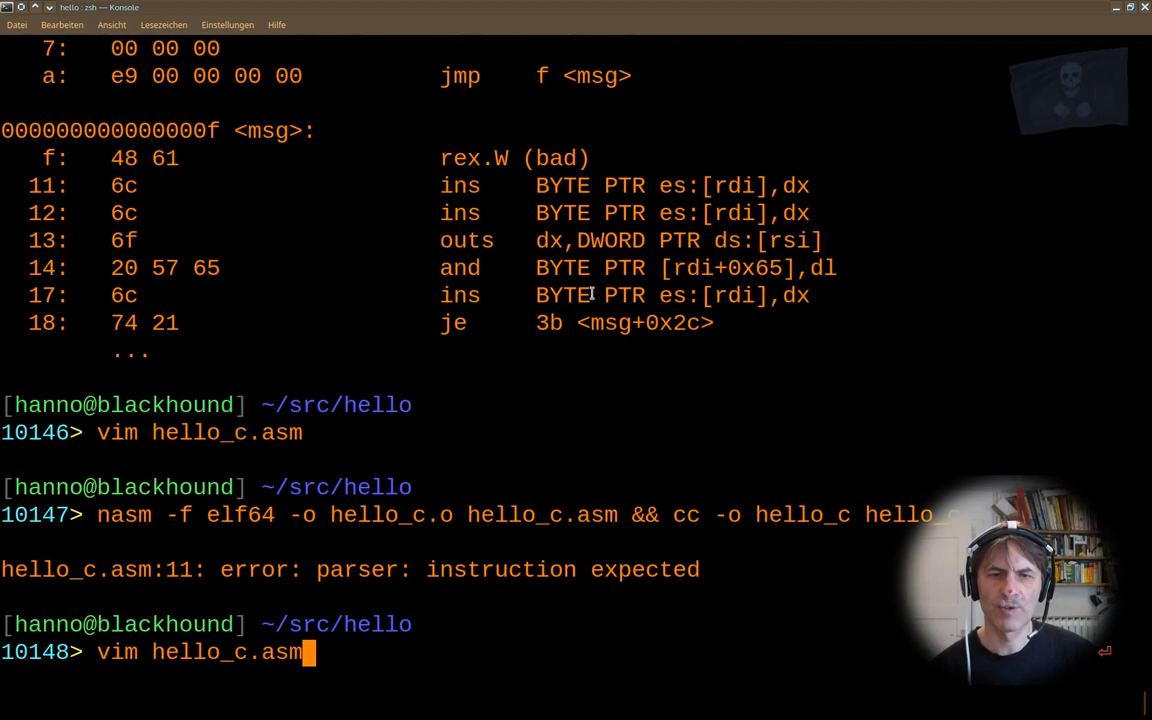 hello : zsh — Konsole
Datei Bearbeiten Ansicht Lesezeichen Einstellungen Hilfe
7: 00 00 00
a: e9 00 00 00 00 jmp f <msg>
000000000000000f <msg>:
f: 48 61 rex.W (bad)
11: 6c ins BYTE PTR es:[rdi],dx
12: 6c ins BYTE PTR es:[rdi],dx
13: 6f outs dx,DWORD PTR ds:[rsi]
14: 20 57 65 and BYTE PTR [rdi+0x65],dl
17: 6c ins BYTE PTR es:[rdi],dx
18: 74 21 je 3b <msg+0x2c>
...
[hanno@blackhound] ~/src/hello
10146> vim hello_c.asm
[hanno@blackhound] ~/src/hello
10147> nasm -f elf64 -o hello_c.o hello_c.asm && cc -o hello_c hello_
hello_c.asm:11: error: parser: instruction expected
[hanno@blackhound] ~/src/hello
10148> vim hello_c.asm